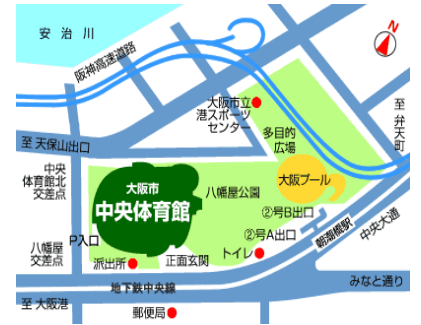 安治川
N
阪神高速道路
大阪市立
港スポーツ
センター
至弁天町
至 天保山出口
多目的
広場
中央
体育館北
交差点
大阪市
中央体育館
八幡屋公園
大阪プール
②号B出口
②号A出口
朝潮橋駅
中央大通
P入口
八幡屋
交差点
派出所
正面玄関
トイレ
地下鉄中央線
みなと通り
至 大阪港
郵便局